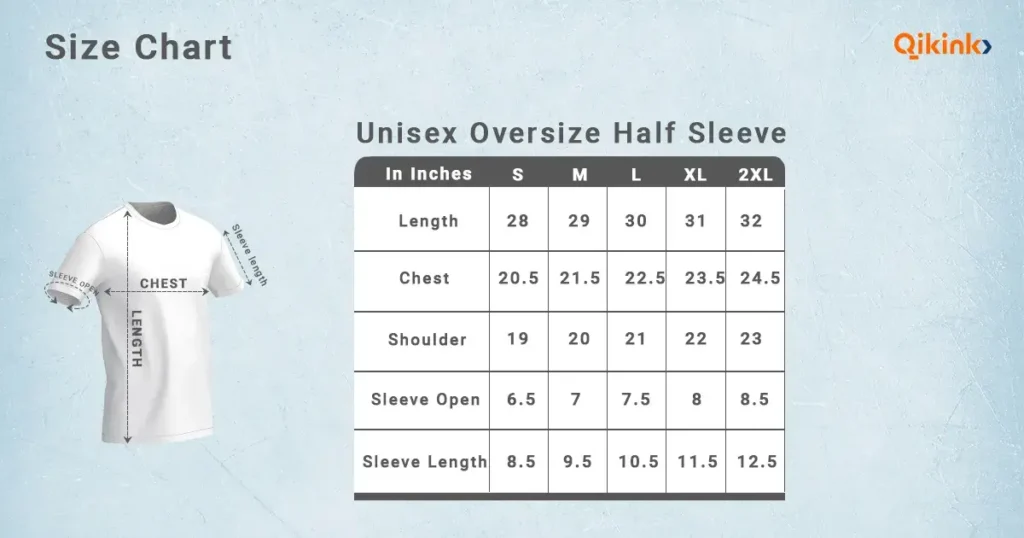 Size Chart
Qikink
Unisex Oversize Half Sleeve
In Inches S M L XL 2XL
Length 28 29 30 31 32
Chest 20.5 21.5 22.5 23.5 24.5
Shoulder 19 20 21 22 23
Sleeve Open 6.5 7 7.5 8 8.5
Sleeve Length 8.5 9.5 10.5 11.5 12.5
Sleeve length
SLEEVE OPEN
CHEST
LENGTH